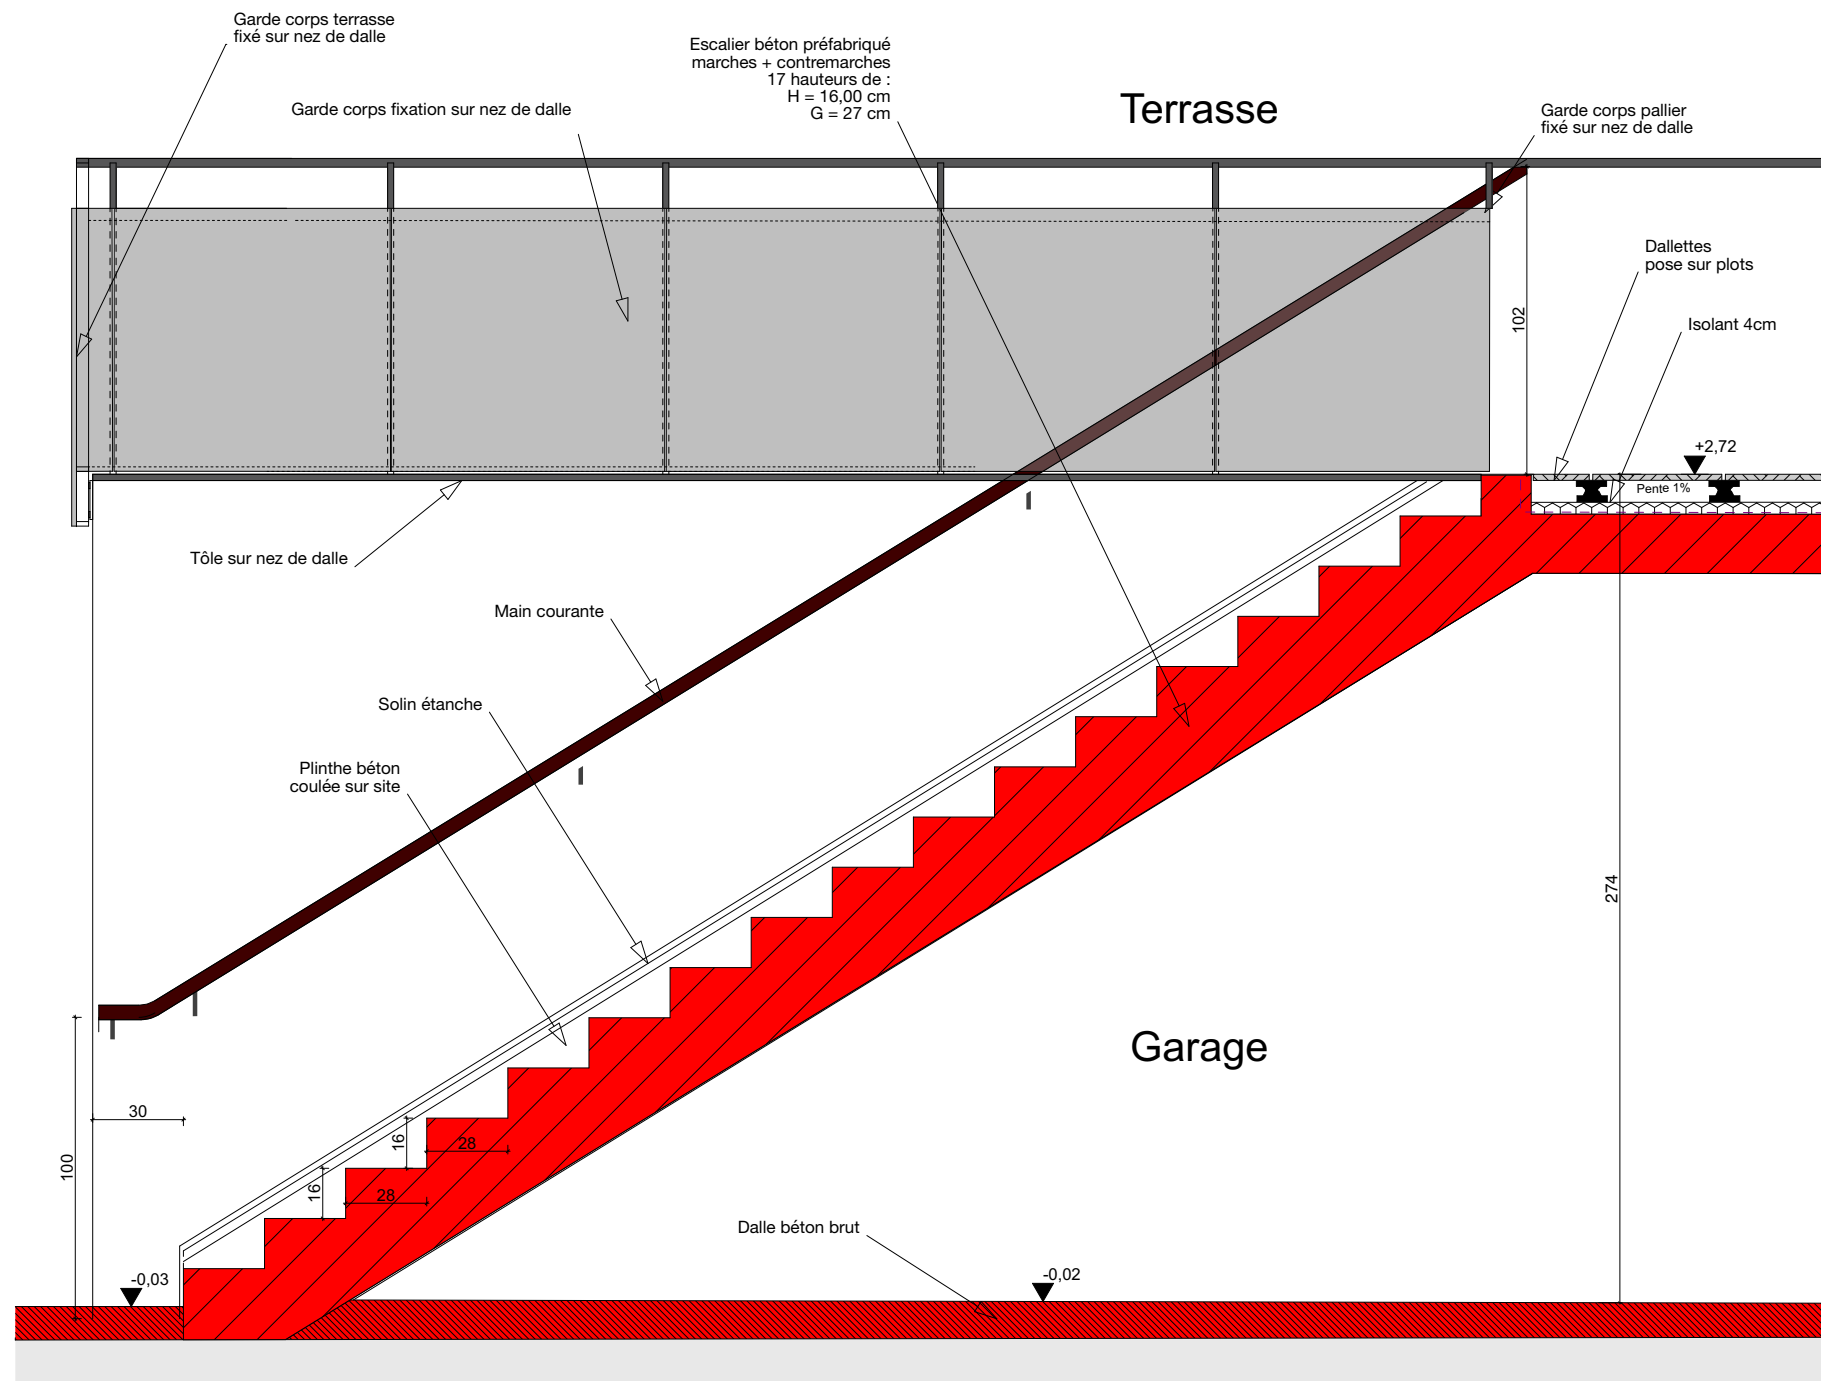 Garde corps terrasse
fixé sur nez de dalle
Escalier béton préfabriqué
marches + contremarches
17 hauteurs de :
H = 16,00 cm
G = 27 cm
Garde corps fixation sur nez de dalle
Terrasse
Garde corps pallier
fixé sur nez de dalle
Dallettes
pose sur plots
Isolant 4cm
102
+2,72
Pente 1%
Tôle sur nez de dalle
Main courante
Solin étanche
Plinthe béton
coulée sur site
274
Garage
30
100
16
28
16
28
Dalle béton brut
-0,03
-0,02